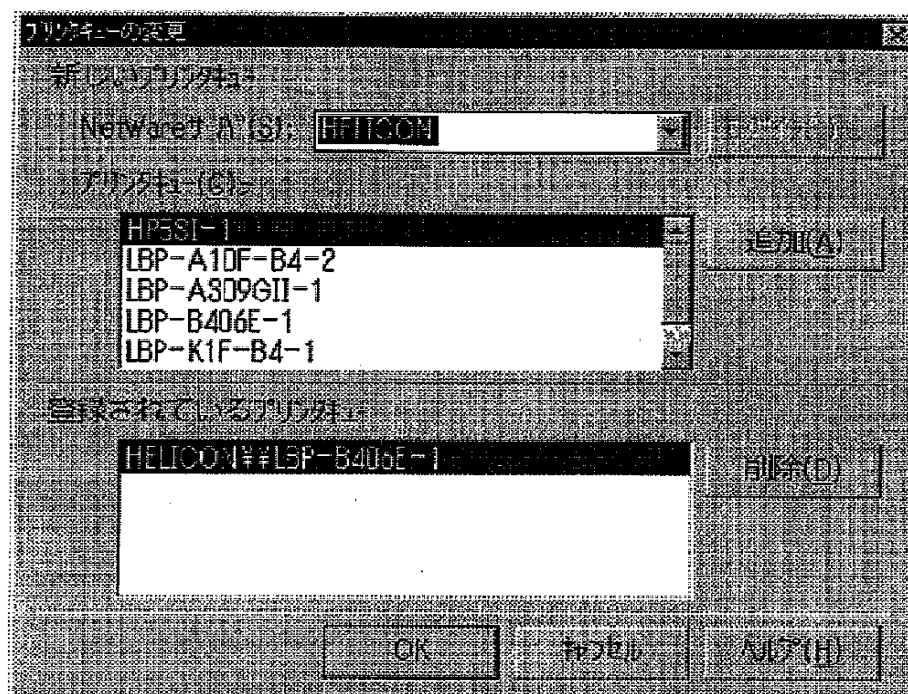 プリンタキューの変更
新しいプリンタキュー
NetWareサーバ(S): HELICON
プリンタキュー(Q):
HP5SI-1
LBP-A1DF-B4-2
LBP-A3D9GII-1
LBP-B406E-1
LBP-K1F-B4-1
追加(A)
登録されているプリンタキュー
HELICON¥¥LBP-B406E-1
削除(D)
OK キャンセル ヘルプ(H)